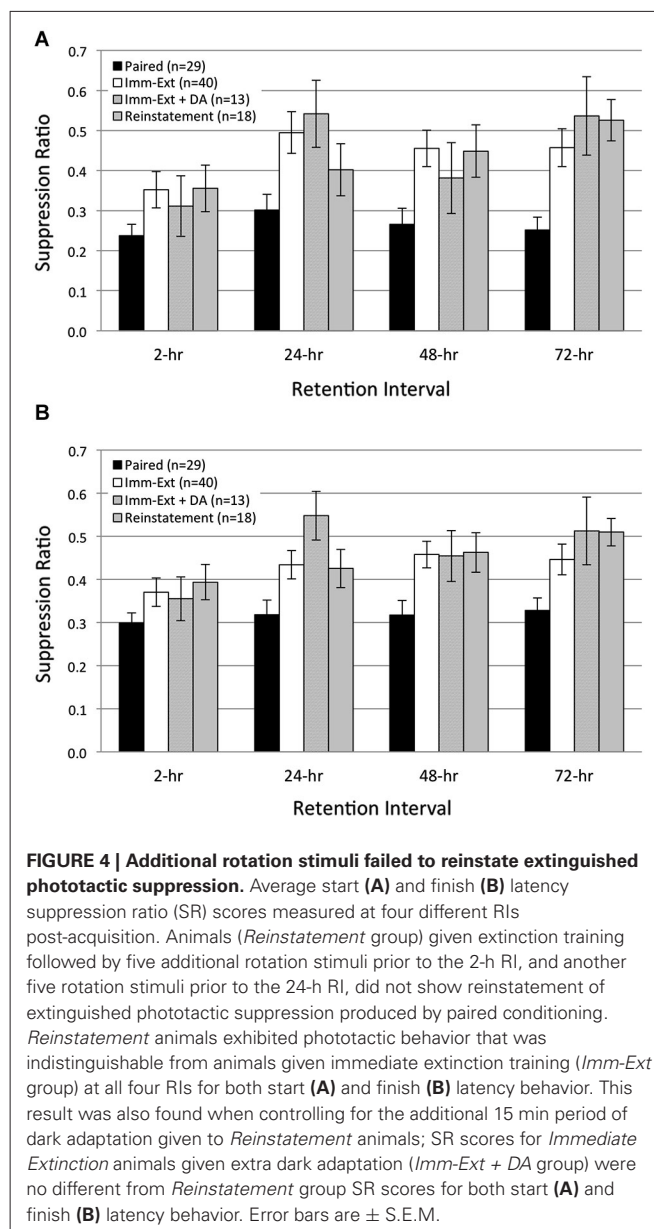 A
0.7
0.6
0.5
0.4
0.3
0.2
0.1
0.0
Suppression Ratio
Paired (n=29)
Imm-Ext (n=40)
Imm-Ext + DA (n=13)
Reinstatement (n=18)
2-hr 24-hr 48-hr 72-hr
Retention Interval
B
0.7
0.6
0.5
0.4
0.3
0.2
0.1
0.0
Suppression Ratio
Paired (n=29)
Imm-Ext (n=40)
Imm-Ext + DA (n=13)
Reinstatement (n=18)
2-hr 24-hr 48-hr 72-hr
Retention Interval
FIGURE 4 | Additional rotation stimuli failed to reinstate extinguished
phototactic suppression. Average start (A) and finish (B) latency
suppression ratio (SR) scores measured at four different RIs
post-acquisition. Animals (Reinstatement group) given extinction training
followed by five additional rotation stimuli prior to the 2-h RI, and another
five rotation stimuli prior to the 24-h RI, did not show reinstatement of
extinguished phototactic suppression produced by paired conditioning.
Reinstatement animals exhibited phototactic behavior that was
indistinguishable from animals given immediate extinction training (Imm-Ext
group) at all four RIs for both start (A) and finish (B) latency behavior. This
result was also found when controlling for the additional 15 min period of
dark adaptation given to Reinstatement animals; SR scores for Immediate
Extinction animals given extra dark adaptation (Imm-Ext + DA group) were
no different from Reinstatement group SR scores for both start (A) and
finish (B) latency behavior. Error bars are ± S.E.M.